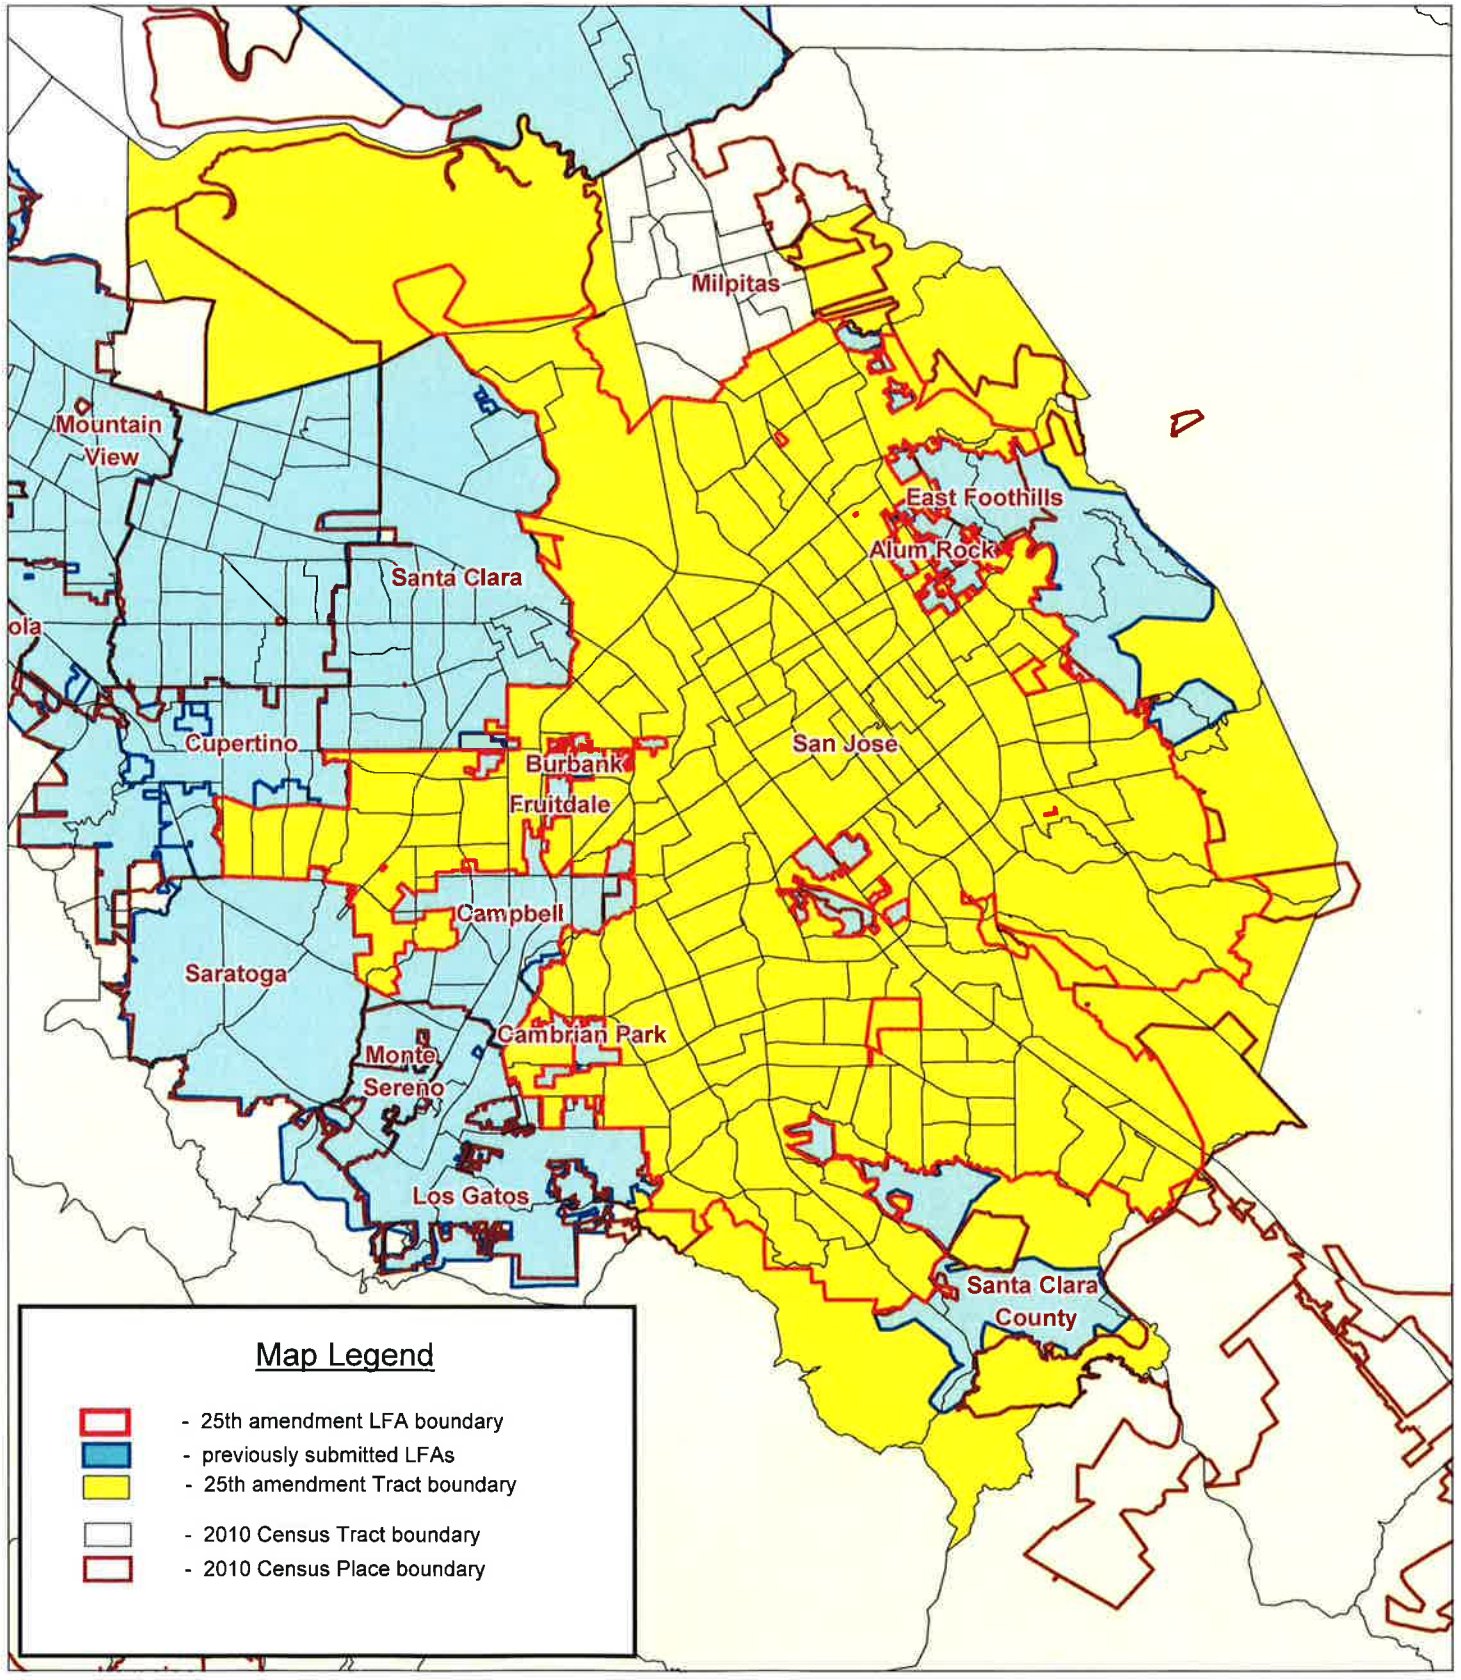 Milpitas
Mountain
View
East Foothills
Alum Rock
Santa Clara
ola
Cupertino
San Jose
Burbank
Fruitdale
Campbell
Saratoga
Cambrian Park
Monte
Sereno
Los Gatos
Santa Clara
County
Map Legend
- 25th amendment LFA boundary
- previously submitted LFAs
- 25th amendment Tract boundary
- 2010 Census Tract boundary
- 2010 Census Place boundary